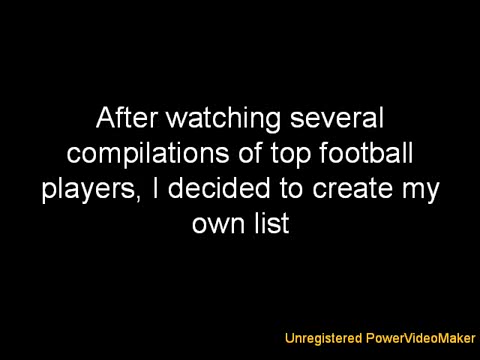 After watching several
compilations of top football
players, I decided to create my
own list
Unregistered PowerVideoMaker